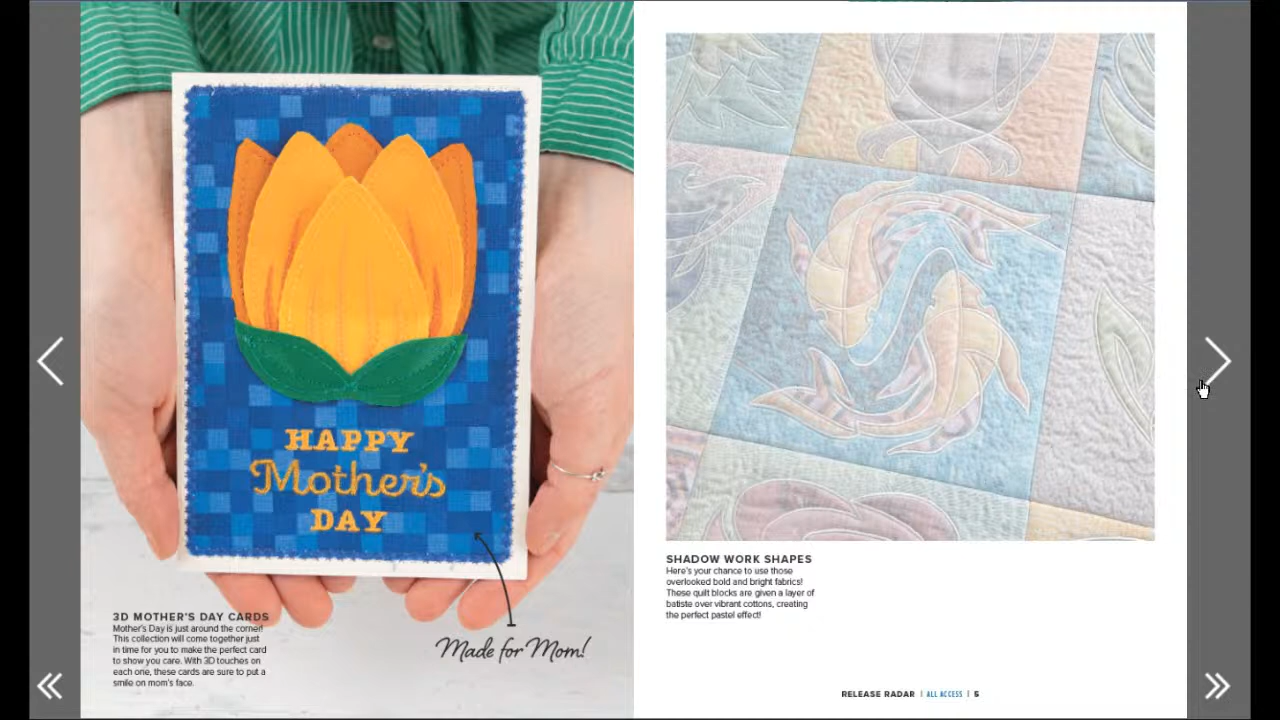 HAPPY
Mother's
DAY
3D MOTHER'S DAY CARDS
Mother's Day is just around the corner!
This collection will come together just
in time for you to make the perfect card
to show you care. With 3D touches on
each one, these cards are sure to put a
smile on mom's face.
Made for Mom!
SHADOW WORK SHAPES
Here's your chance to use those
overlooked bold and bright fabrics!
These quilt blocks are given a layer of
batiste over vibrant cottons, creating
the perfect pastel effect!
RELEASE RADAR | ALL ACCESS | 5